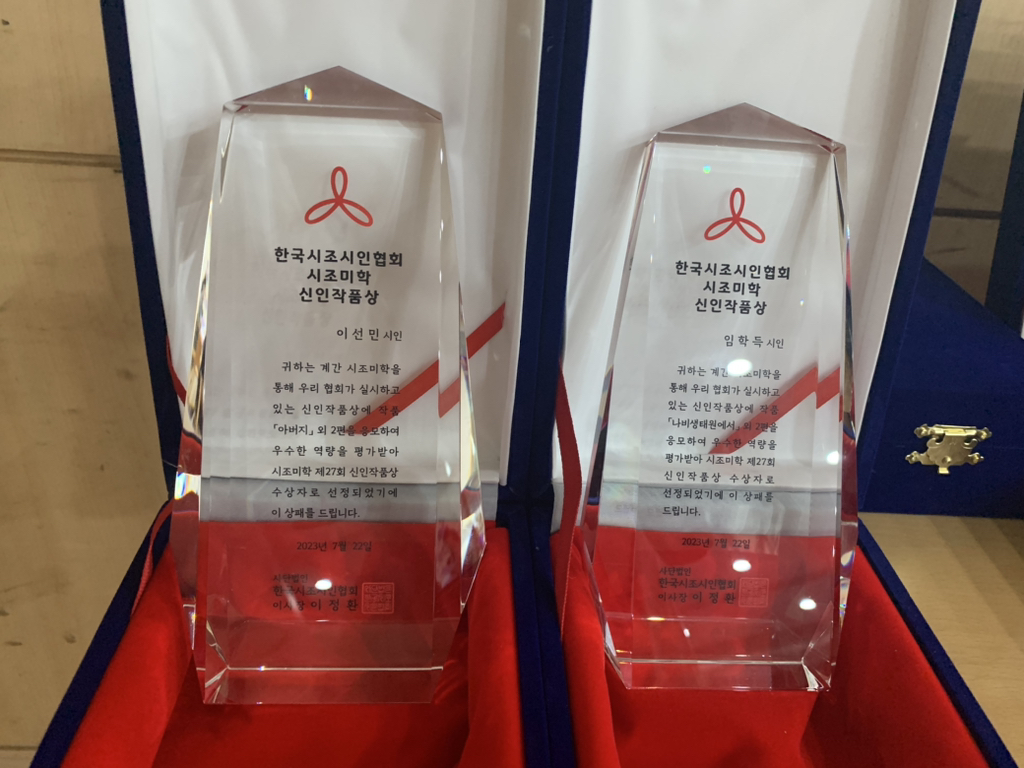 한국시조시인협회
시조미학
신인작품상
이 선 민 시인
귀하는 계간 시조미학을
통해 우리 협회가 실시하고
있는 신인작품상에 작품
「아버지」외 2편을 응모하여
우수한 역량을 평가받아
시조미학 제27회 신인작품상
수상자로 선정되었기에
이 상패를 드립니다.
2023년 7월 22일
사단법인
한국시조시인협회
이사장 이 정 환
한국시조시인협회
시조미학
신인작품상
임 학 득 시인
귀하는 계간 시조미학을
통해 우리 협회가 실시하고
있는 신인작품상에 작품
「나비생태원에서」외 2편을
응모하여 우수한 역량을
평가받아 시조미학 제27회
신인작품상 수상자로
선정되었기에 이 상패를
드립니다.
2023년 7월 22일
사단법인
한국시조시인협회
이사장 이 정 환